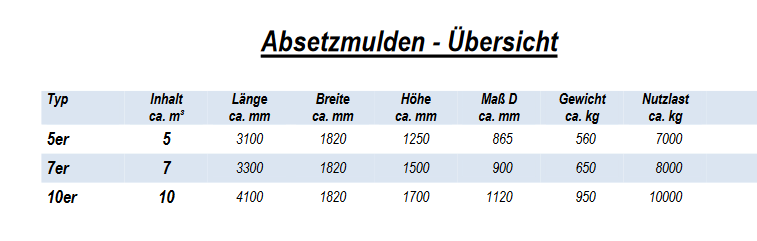 Absetzmulden - Übersicht
Typ Inhalt Länge Breite Höhe Maß D Gewicht Nutzlast
ca. m³ ca. mm ca. mm ca. mm ca. mm ca. kg ca. kg
5er 5 3100 1820 1250 865 560 7000
7er 7 3300 1820 1500 900 650 8000
10er 10 4100 1820 1700 1120 950 10000